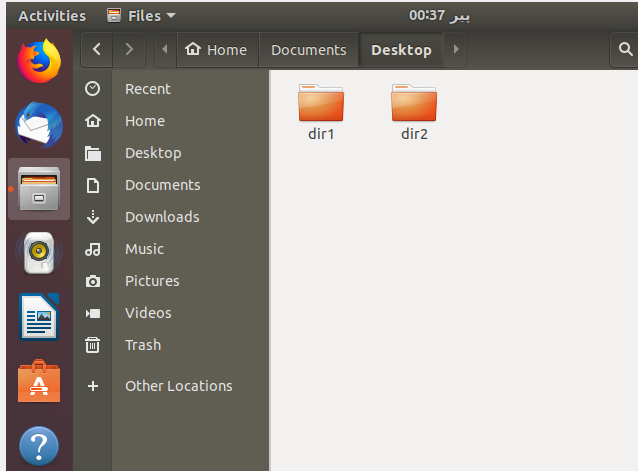 Activities Files 00:37 پیر
Home Documents Desktop
Recent
Home
Desktop
Documents
Downloads
Music
Pictures
Videos
Trash
Other Locations
dir1 dir2